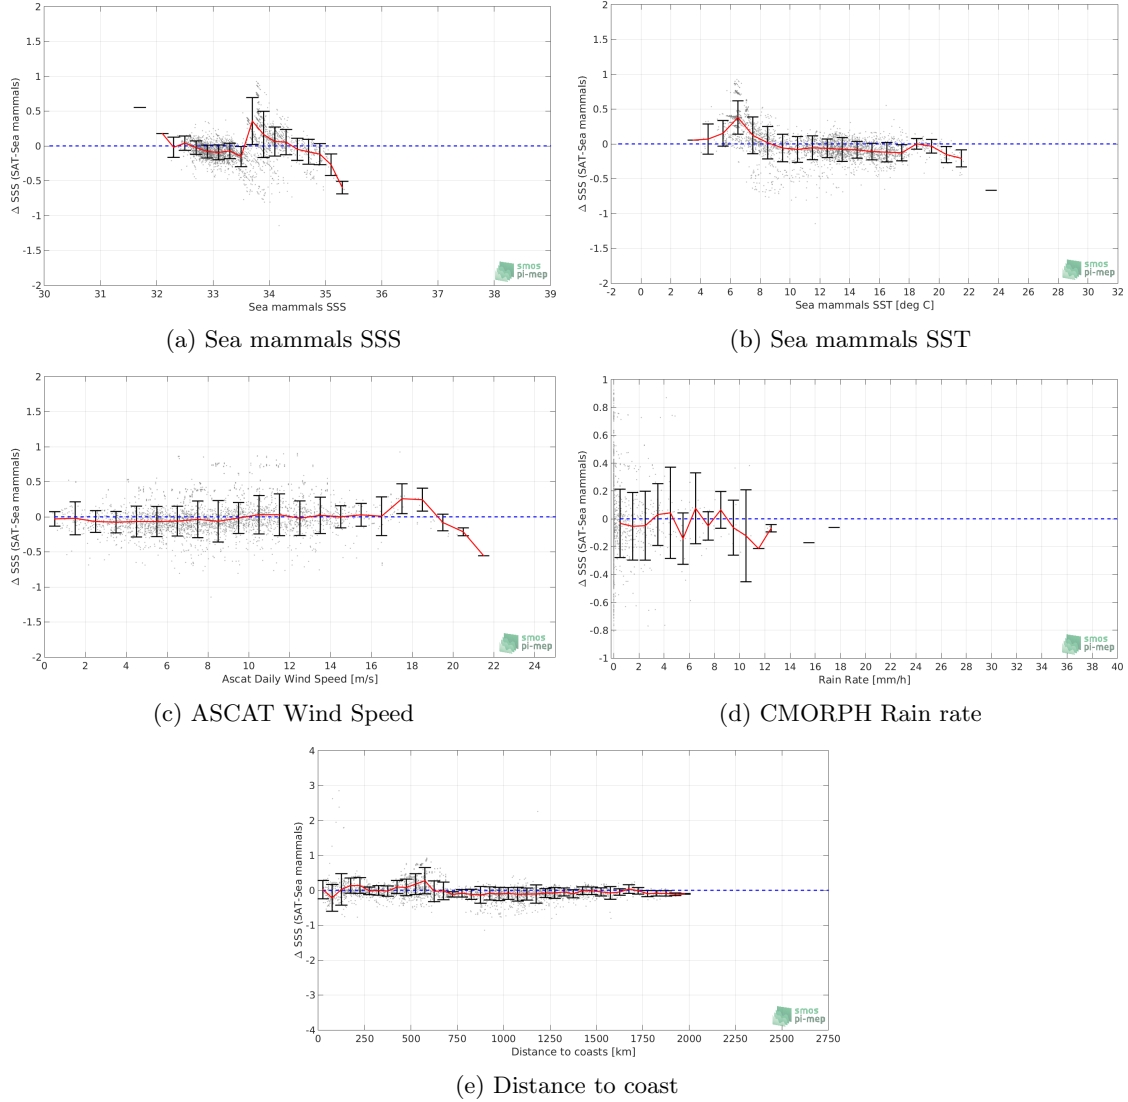 2
1.5
1
0.5
0
-0.5
-1
-1.5
-2
Δ SSS (SAT-Sea mammals)
30 31 32 33 34 35 36 37 38 39
Sea mammals SSS
smos
pi-mep
(a) Sea mammals SSS
2
1.5
1
0.5
0
-0.5
-1
-1.5
-2
Δ SSS (SAT-Sea mammals)
-2 0 2 4 6 8 10 12 14 16 18 20 22 24 26 28 30 32
Sea mammals SST [deg C]
smos
pi-mep
(b) Sea mammals SST
2
1.5
1
0.5
0
-0.5
-1
-1.5
-2
Δ SSS (SAT-Sea mammals)
0 2 4 6 8 10 12 14 16 18 20 22 24
Ascat Daily Wind Speed [m/s]
smos
pi-mep
(c) ASCAT Wind Speed
1
0.8
0.6
0.4
0.2
0
-0.2
-0.4
-0.6
-0.8
-1
Δ SSS (SAT-Sea mammals)
0 2 4 6 8 10 12 14 16 18 20 22 24 26 28 30 32 34 36 38 40
Rain Rate [mm/h]
smos
pi-mep
(d) CMORPH Rain rate
4
3
2
1
0
-1
-2
-3
-4
Δ SSS (SAT-Sea mammals)
0 250 500 750 1000 1250 1500 1750 2000 2250 2500 2750
Distance to coasts [km]
smos
pi-mep
(e) Distance to coast